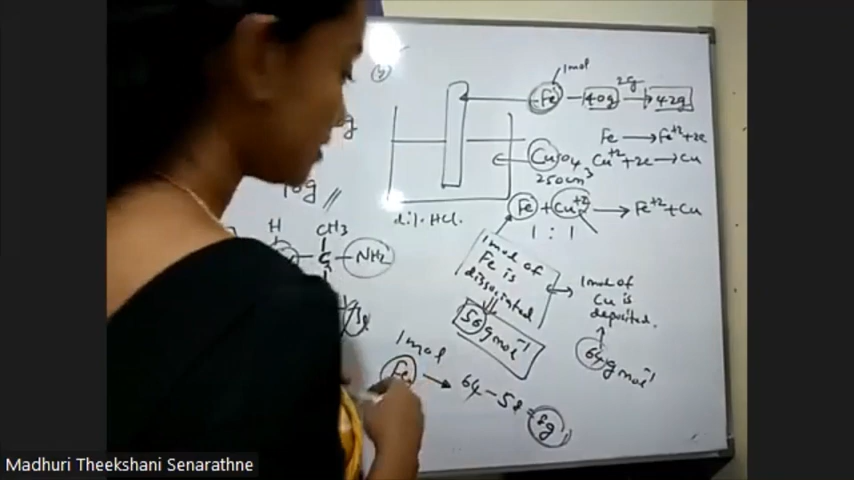 1mol
Fe — 40g 2g → 42g
Fe → Fe+2 + 2e
CuSO4 Cu+2 + 2e → Cu
250cm3
Fe + Cu+2 → Fe+2 + Cu
1 : 1
dil. HCl.
10g
H CH3
C — NH2
1mol of
Fe is
dissociated
1mol of
Cu is
deposited.
56 gmol-1
64 gmol-1
1mol
Fe → 64 - 56 = 8g
Madhuri Theekshani Senarathne